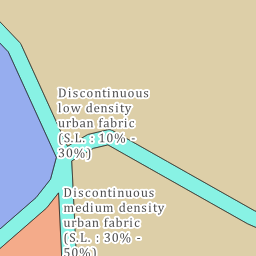 Discontinuous
low density
urban fabric
(S.L. : 10% -
30%)
Discontinuous
medium density
urban fabric
(S.L. : 30% -
50%)